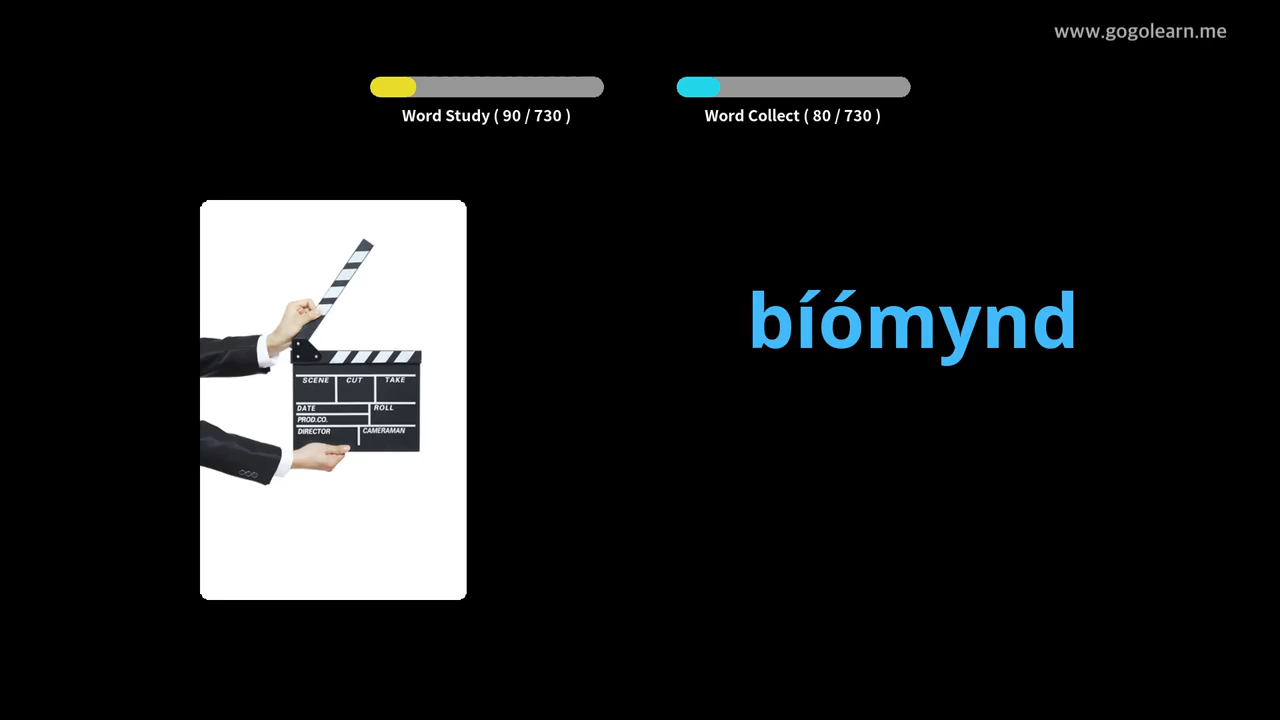 www.gogolearn.me
Word Study ( 90 / 730 )
Word Collect ( 80 / 730 )
bíómynd
SCENE CUT TAKE
DATE ROLL
PROD.CO.
DIRECTOR CAMERAMAN